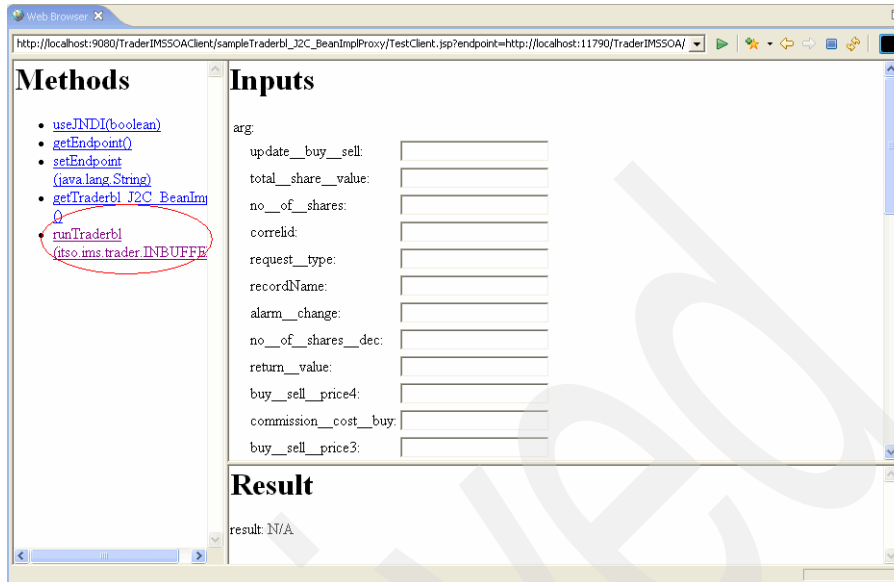 Web Browser
http://localhost:9080/TraderIMSSOAClient/sampleTraderbl_J2C_BeanImplProxy/TestClient.jsp?endpoint=http://localhost:11790/TraderIMSSOA/
Methods
useJNDI(boolean)
getEndpoint()
setEndpoint
(java.lang.String)
getTraderbl_J2C_BeanImp
()
runTraderbl
(itso.ims.trader.INBUFFE
Inputs
arg:
update__buy__sell:
total__share__value:
no__of__shares:
correlid:
request__type:
recordName:
alarm__change:
no__of__shares__dec:
return__value:
buy__sell__price4:
commission__cost__buy:
buy__sell__price3:
Result
result: N/A